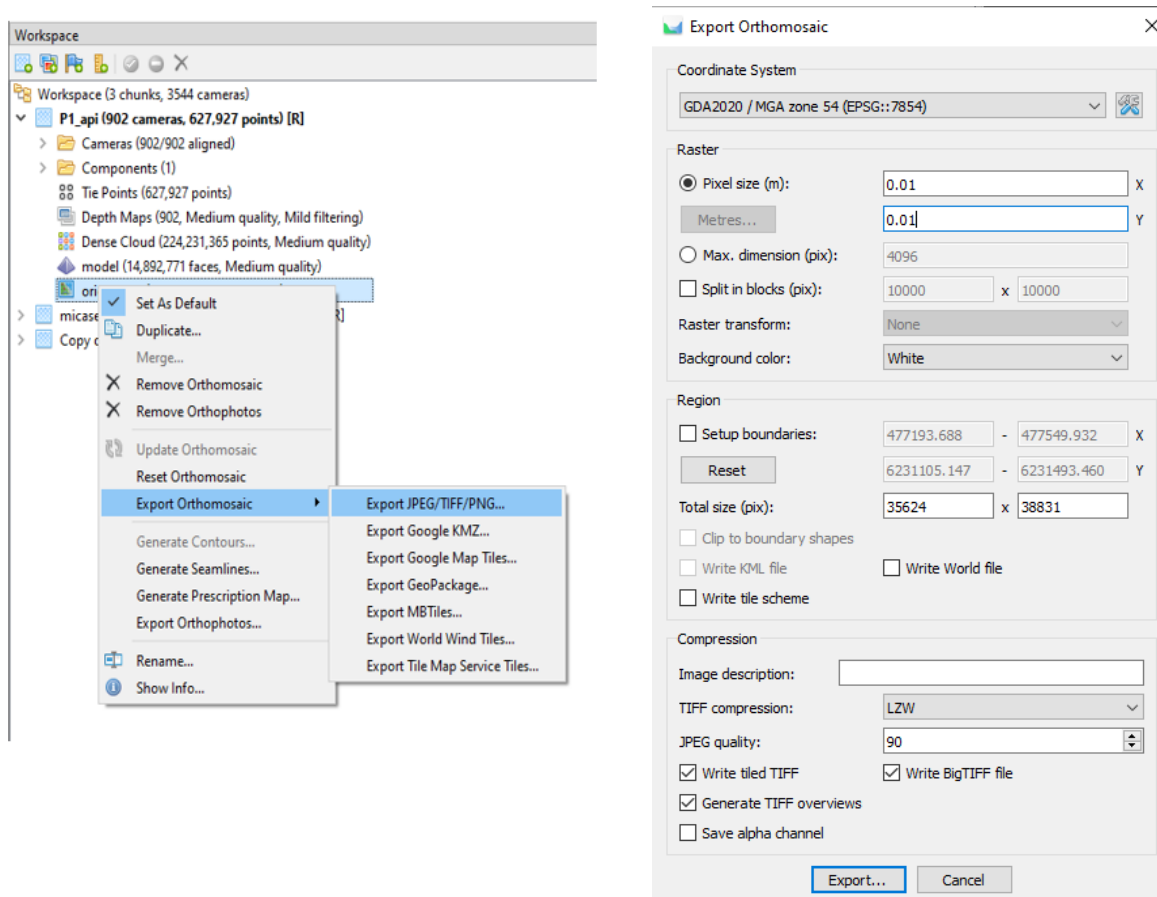 Workspace
Workspace (3 chunks, 3544 cameras)
P1_api (902 cameras, 627,927 points) [R]
Cameras (902/902 aligned)
Components (1)
Tie Points (627,927 points)
Depth Maps (902, Medium quality, Mild filtering)
Dense Cloud (224,231,365 points, Medium quality)
model (14,892,771 faces, Medium quality)
ori
micase R]
Copy c
Set As Default
Duplicate...
Merge...
Remove Orthomosaic
Remove Orthophotos
Update Orthomosaic
Reset Orthomosaic
Export Orthomosaic
Generate Contours...
Generate Seamlines...
Generate Prescription Map...
Export Orthophotos...
Rename...
Show Info...
Export JPEG/TIFF/PNG...
Export Google KMZ...
Export Google Map Tiles...
Export GeoPackage...
Export MBTiles...
Export World Wind Tiles...
Export Tile Map Service Tiles...
Export Orthomosaic
Coordinate System
GDA2020 / MGA zone 54 (EPSG::7854)
Raster
Pixel size (m): 0.01 X
Metres... 0.01 Y
Max. dimension (pix): 4096
Split in blocks (pix): 10000 x 10000
Raster transform: None
Background color: White
Region
Setup boundaries: 477193.688 - 477549.932 X
Reset 6231105.147 - 6231493.460 Y
Total size (pix): 35624 x 38831
Clip to boundary shapes
Write KML file Write World file
Write tile scheme
Compression
Image description:
TIFF compression: LZW
JPEG quality: 90
Write tiled TIFF Write BigTIFF file
Generate TIFF overviews
Save alpha channel
Export... Cancel